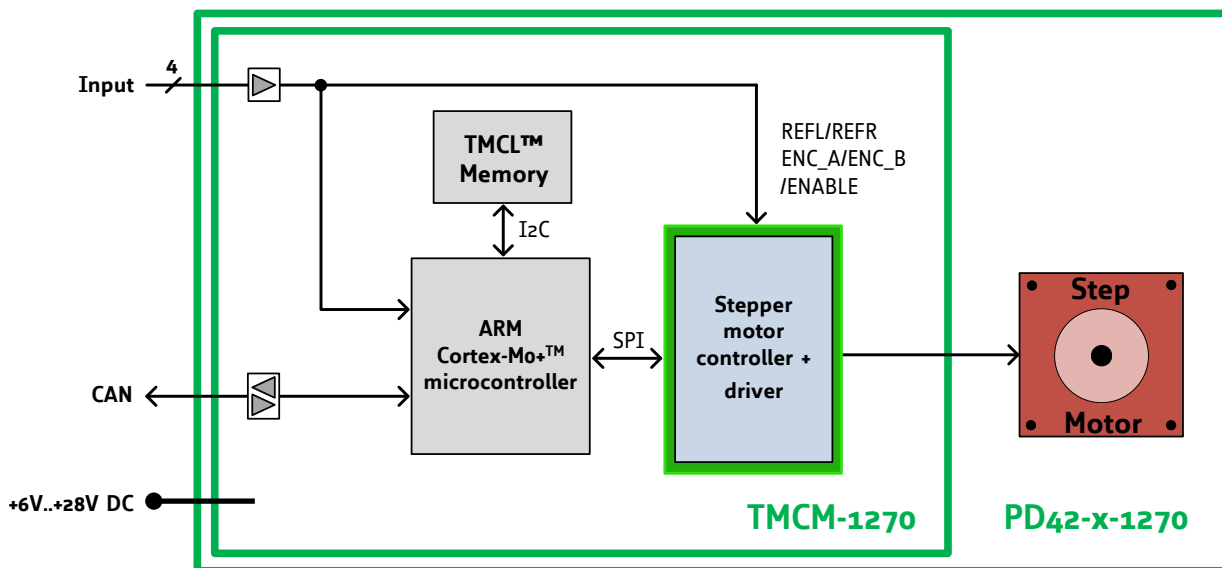 4
Input
TMCL™
Memory
REFL/REFR
ENC_A/ENC_B
/ENABLE
I2C
ARM
Cortex-M0+™
microcontroller
SPI
Stepper
motor
controller +
driver
Step
Motor
CAN
+6V..+28V DC
TMCM-1270
PD42-x-1270